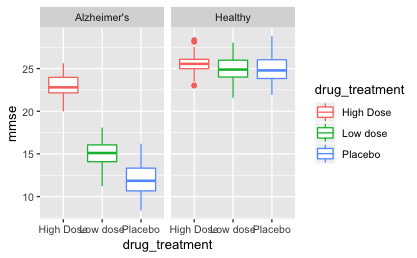 Alzheimer's
Healthy
mmse
25
20
15
10
High Dose
Low dose
Placebo
High Dose
Low dose
Placebo
drug_treatment
drug_treatment
High Dose
Low dose
Placebo